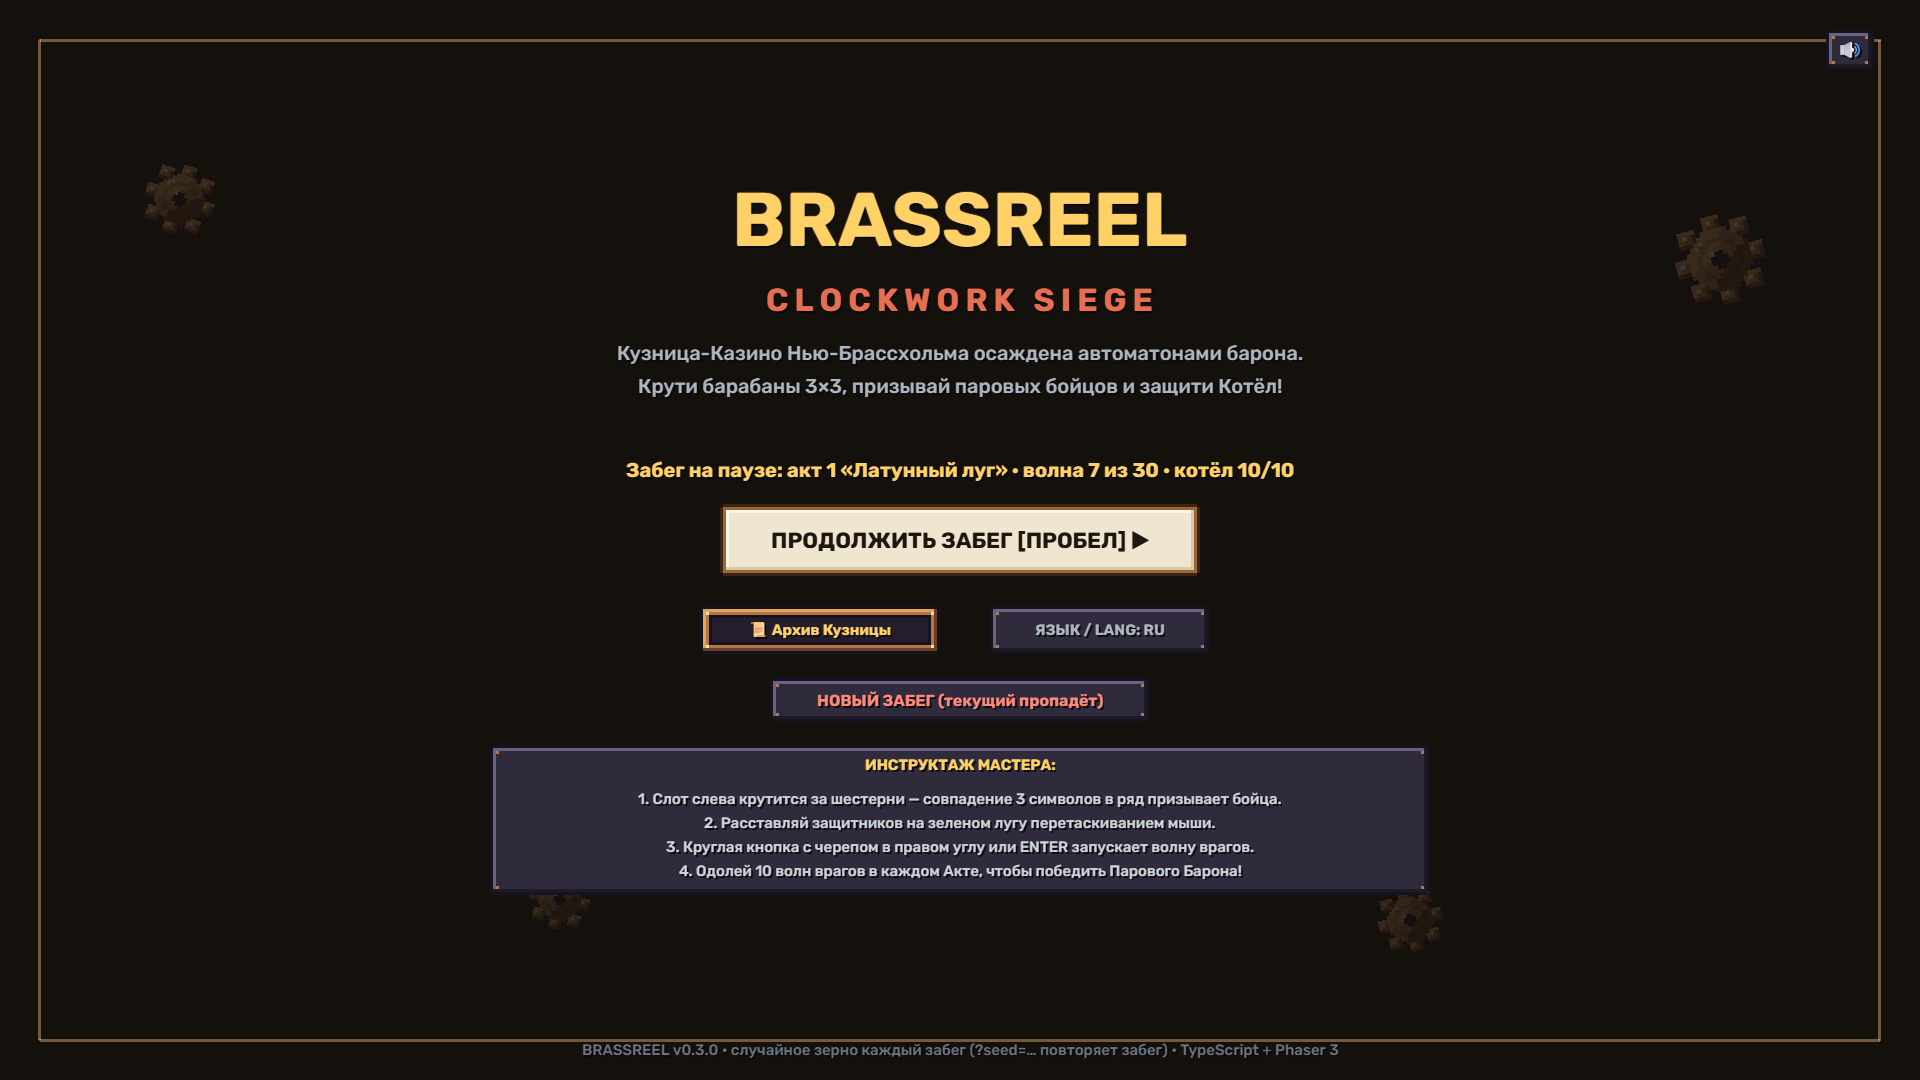 BRASSREEL
CLOCKWORK SIEGE
Кузница-Казино Нью-Брассхольма осаждена автоматонами барона.
Крути барабаны 3×3, призывай паровых бойцов и защити Котёл!
Забег на паузе: акт 1 «Латунный луг» • волна 7 из 30 • котёл 10/10
ПРОДОЛЖИТЬ ЗАБЕГ [ПРОБЕЛ] ▶
📜 Архив Кузницы
ЯЗЫК / LANG: RU
НОВЫЙ ЗАБЕГ (текущий пропадёт)
ИНСТРУКТАЖ МАСТЕРА:
1. Слот слева крутится за шестерни — совпадение 3 символов в ряд призывает бойца.
2. Расставляй защитников на зеленом лугу перетаскиванием мыши.
3. Круглая кнопка с черепом в правом углу или ENTER запускает волну врагов.
4. Одолей 10 волн врагов в каждом Акте, чтобы победить Парового Барона!
BRASSREEL v0.3.0 • случайное зерно каждый забег (?seed=… повторяет забег) • TypeScript + Phaser 3